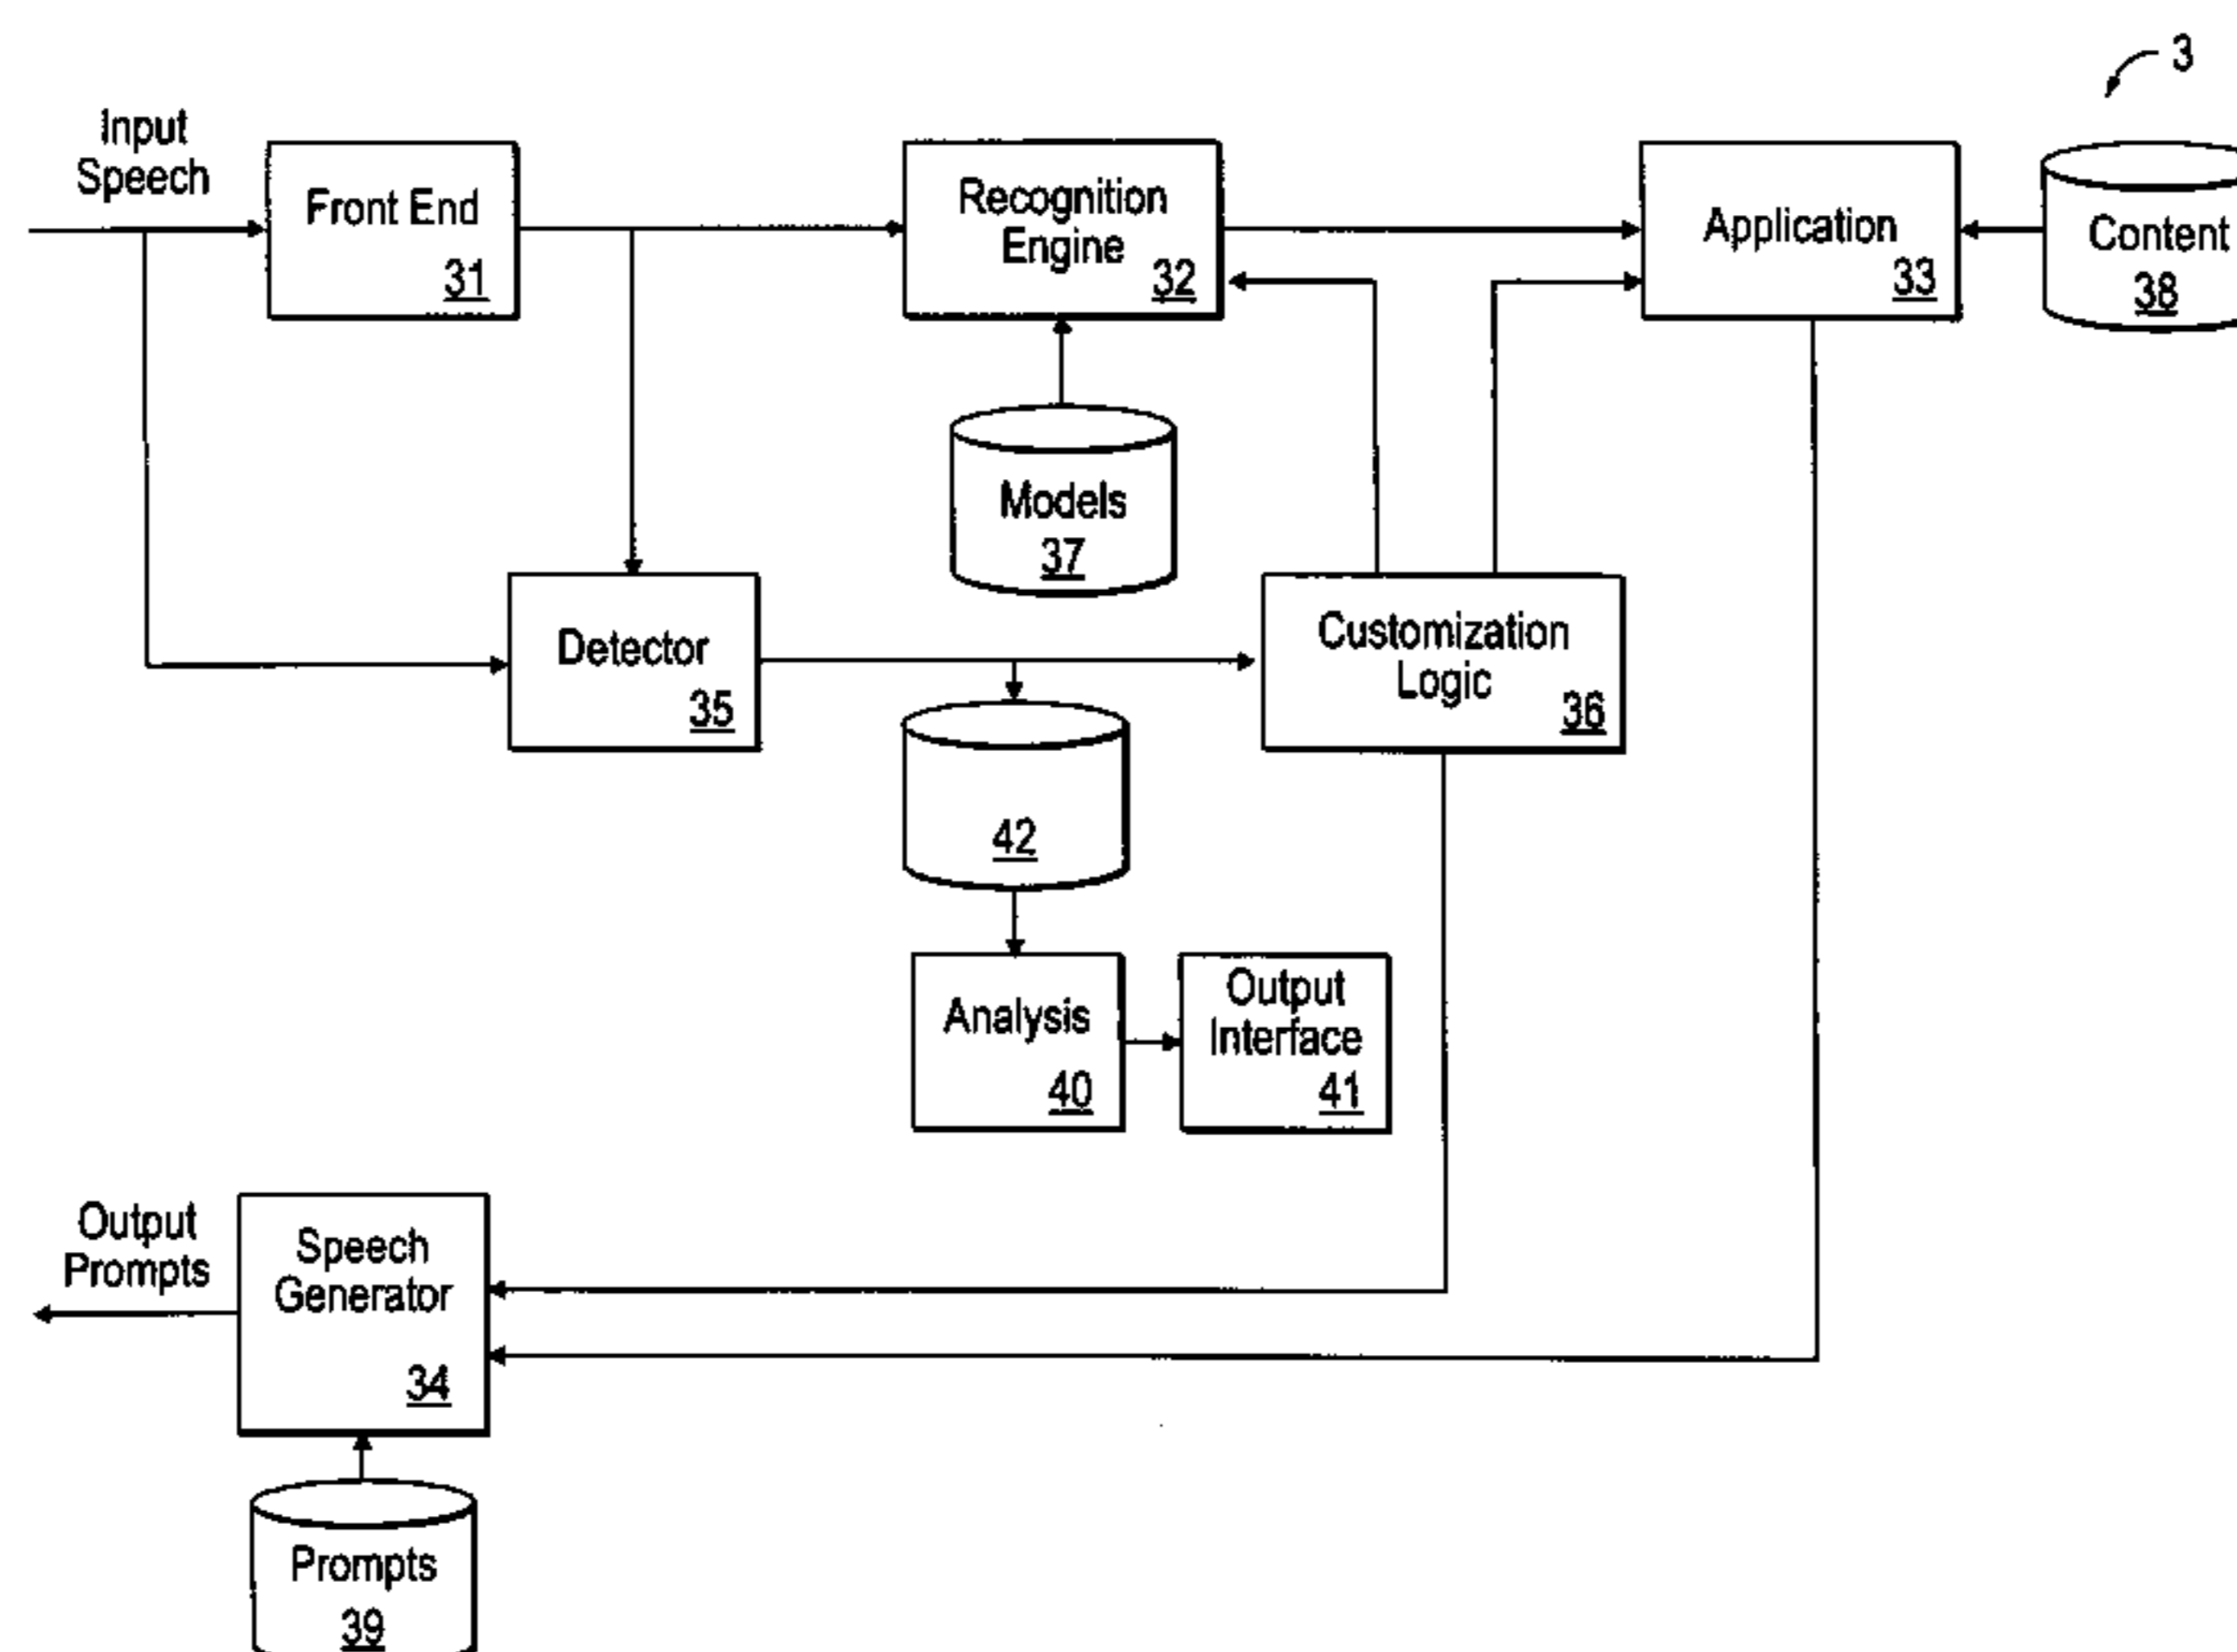 3
Input
Speech
Front End
31
Recognition
Engine
32
Application
33
Content
38
Models
37
Detector
35
Customization
Logic
36
42
Analysis
40
Output
Interface
41
Output
Prompts
Speech
Generator
34
Prompts
39